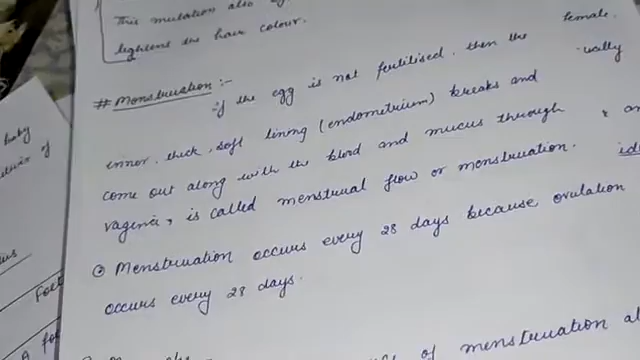 This mutation also
lightens the hair colour.
# Menstruation :-
if the egg is not fertilised, then the female
inner, thick, soft lining (endometrium) breaks and
come out along with the blood and mucus through
vagina, is called menstrual flow or menstruation.
⊙ Menstruation occurs every 28 days because ovulation
occurs every 28 days.
of menstruation
baby